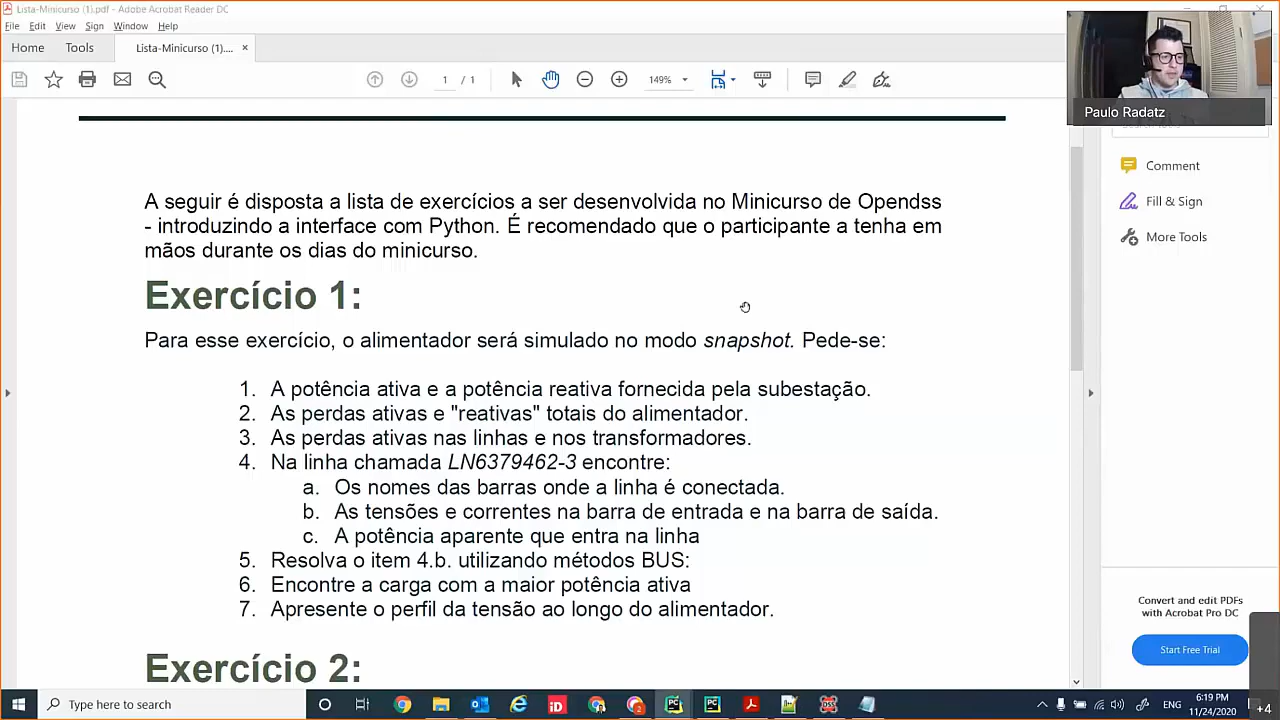 Lista-Minicurso (1).pdf - Adobe Acrobat Reader DC
File Edit View Sign Window Help
Home Tools Lista-Minicurso (1).... ×
1 / 1 149%
Paulo Radatz
Comment
Fill & Sign
More Tools
A seguir é disposta a lista de exercícios a ser desenvolvida no Minicurso de Opendss
- introduzindo a interface com Python. É recomendado que o participante a tenha em
mãos durante os dias do minicurso.
Exercício 1:
Para esse exercício, o alimentador será simulado no modo snapshot. Pede-se:
1. A potência ativa e a potência reativa fornecida pela subestação.
2. As perdas ativas e "reativas" totais do alimentador.
3. As perdas ativas nas linhas e nos transformadores.
4. Na linha chamada LN6379462-3 encontre:
a. Os nomes das barras onde a linha é conectada.
b. As tensões e correntes na barra de entrada e na barra de saída.
c. A potência aparente que entra na linha
5. Resolva o item 4.b. utilizando métodos BUS:
6. Encontre a carga com a maior potência ativa
7. Apresente o perfil da tensão ao longo do alimentador.
Exercício 2:
Convert and edit PDFs
with Acrobat Pro DC
Start Free Trial
Type here to search
ENG
6:19 PM
11/24/2020
+4